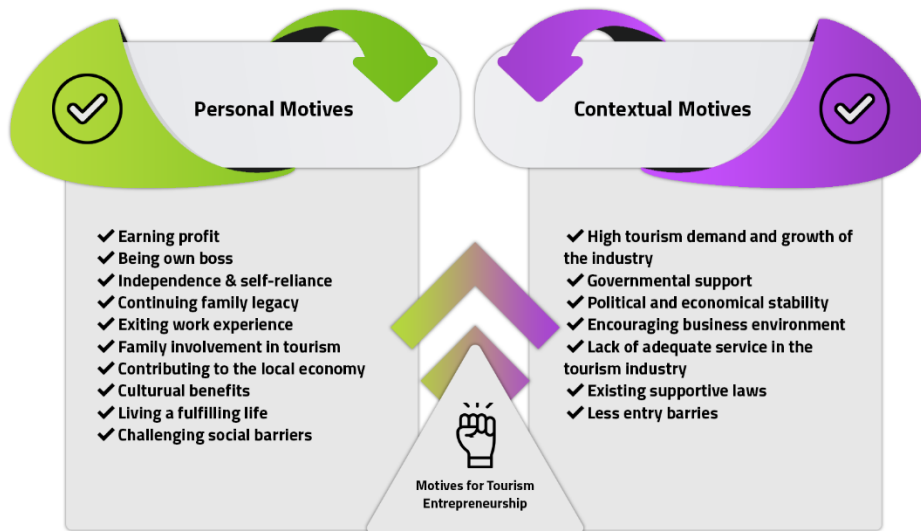 Personal Motives
Earning profit
Being own boss
Independence & self-reliance
Continuing family legacy
Exiting work experience
Family involvement in tourism
Contributing to the local economy
Culturual benefits
Living a fulfilling life
Challenging social barriers
Contextual Motives
High tourism demand and growth of
the industry
Governmental support
Political and economical stability
Encouraging business environment
Lack of adequate service in the
tourism industry
Existing supportive laws
Less entry barries
Motives for Tourism
Entrepreneurship